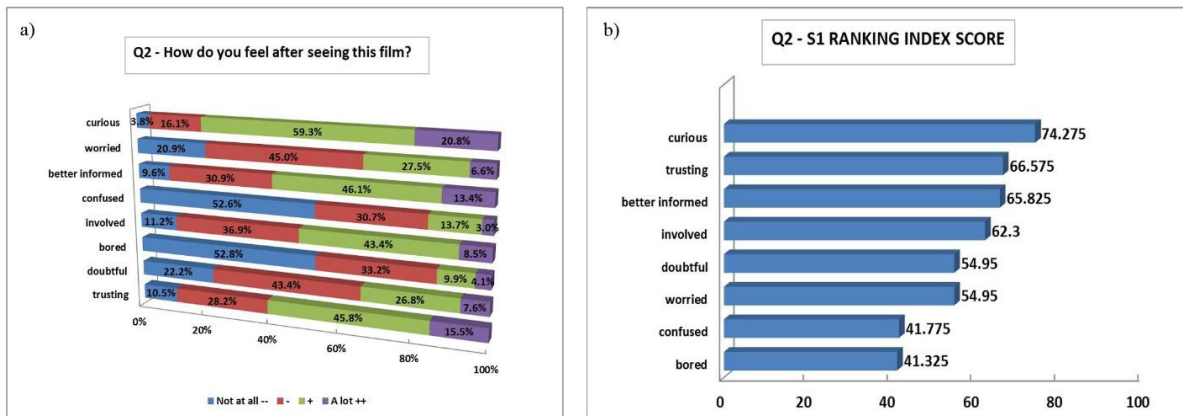 a)
Q2 - How do you feel after seeing this film?
curious 3.8% 16.1% 59.3% 20.8%
worried 20.9% 45.0% 27.5% 6.6%
better informed 9.6% 30.9% 46.1% 13.4%
confused 52.6% 30.7% 13.7% 3.0%
involved 11.2% 36.9% 43.4% 8.5%
bored 52.8% 33.2% 9.9% 4.1%
doubtful 22.2% 43.4% 26.8% 7.6%
trusting 10.5% 28.2% 45.8% 15.5%
0% 20% 40% 60% 80% 100%
Not at all -- - + A lot ++
b)
Q2 - S1 RANKING INDEX SCORE
curious 74.275
trusting 66.575
better informed 65.825
involved 62.3
doubtful 54.95
worried 54.95
confused 41.775
bored 41.325
0 20 40 60 80 100